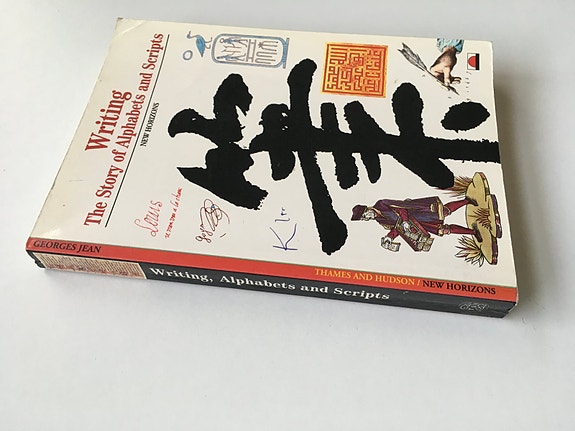 Writing
The Story of Alphabets and Scripts
NEW HORIZONS
Louis
GEORGES JEAN
THAMES AND HUDSON / NEW HORIZONS
Writing, Alphabets and Scripts